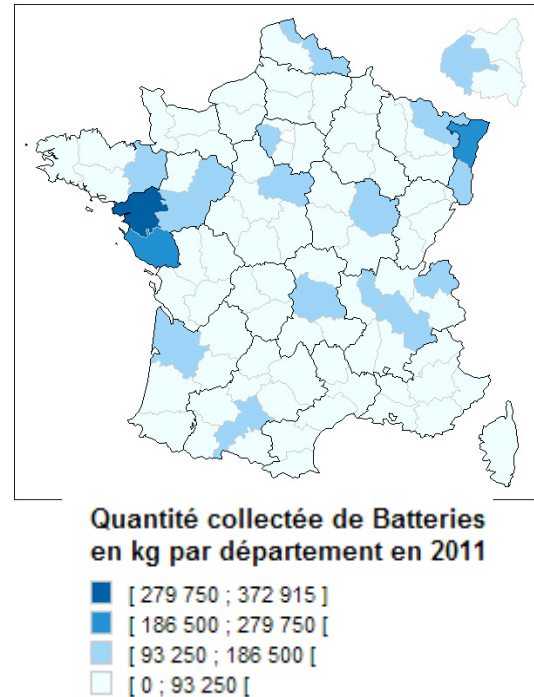 Quantité collectée de Batteries
en kg par département en 2011
[ 279 750 ; 372 915 ]
[ 186 500 ; 279 750 [
[ 93 250 ; 186 500 [
[ 0 ; 93 250 [